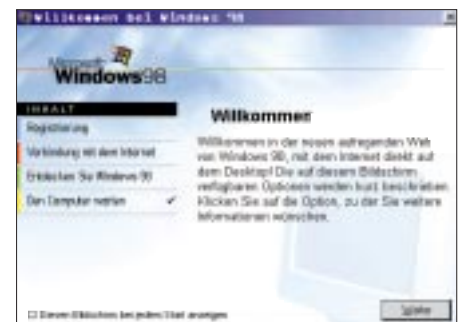 Willkommen bei Windows 98
Microsoft
Windows98
INHALT
Registrierung
Verbindung mit dem Internet
Entdecken Sie Windows 98
Den Computer warten
Willkommen
Willkommen in der neuen aufregenden Welt
von Windows 98, mit dem Internet direkt auf
dem Desktop! Die auf diesem Bildschirm
verfügbaren Optionen werden kurz beschrieben.
Klicken Sie auf die Option, zu der Sie weitere
Informationen wünschen.
Diesen Bildschirm bei jedem Start anzeigen